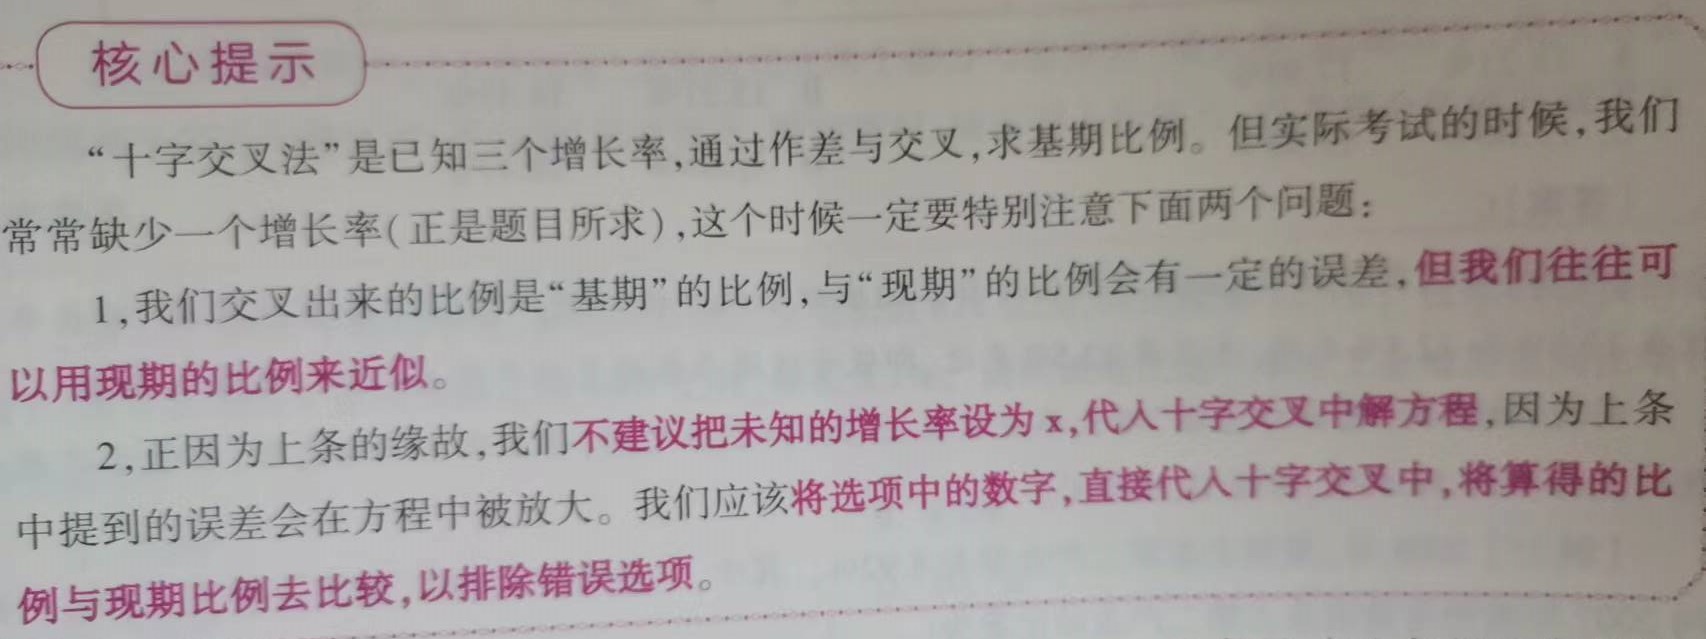 核心提示
“十字交叉法”是已知三个增长率,通过作差与交叉,求基期比例。但实际考试的时候,我们
常常缺少一个增长率(正是题目所求),这个时候一定要特别注意下面两个问题:
1,我们交叉出来的比例是“基期”的比例,与“现期”的比例会有一定的误差,但我们往往可
以用现期的比例来近似。
2,正因为上条的缘故,我们不建议把未知的增长率设为x,代人十字交叉中解方程,因为上条
中提到的误差会在方程中被放大。我们应该将选项中的数字,直接代人十字交叉中,将算得的比
例与现期比例去比较,以排除错误选项。